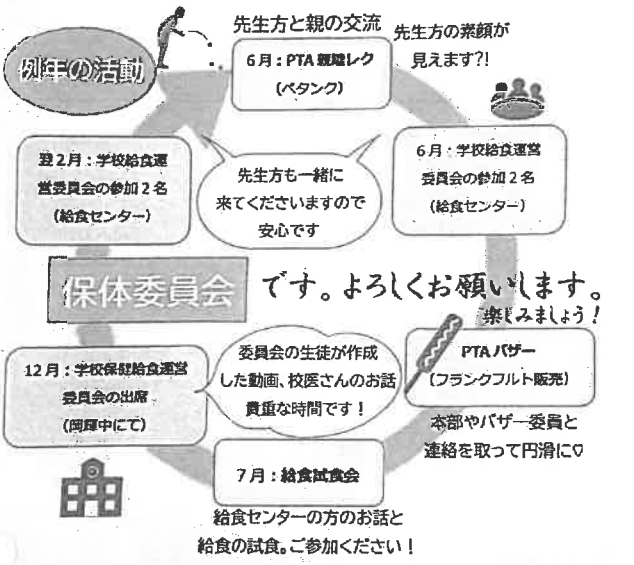 例年の活動
先生方と親の交流
6月：PTA 親睦レク
（ペタンク）
先生方の素顔が
見えます?!
6月：学校給食運営
委員会の参加2名
（給食センター）
翌2月：学校給食運
営委員会の参加2名
（給食センター）
先生方も一緒に
来てくださいますので
安心です
保体委員会 です。よろしくお願いします。
楽しみましょう！
PTA バザー
（フランクフルト販売）
本部やバザー委員と
連絡を取って円滑に♡
委員会の生徒が作成
した動画、校医さんのお話
貴重な時間です！
12月：学校保健給食運営
委員会の出席
（岡輝中にて）
7月：給食試食会
給食センターの方のお話と
給食の試食。ご参加ください！